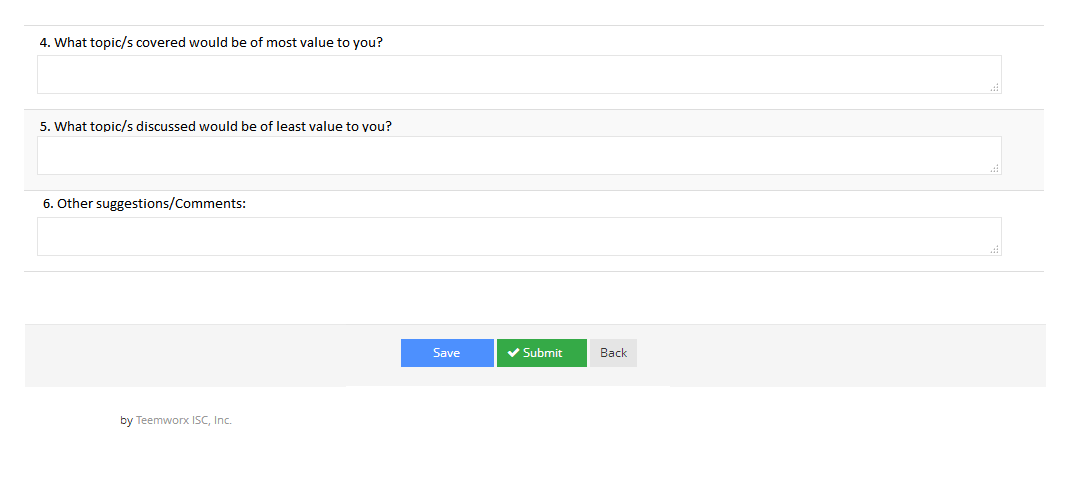 4. What topic/s covered would be of most value to you?
5. What topic/s discussed would be of least value to you?
6. Other suggestions/Comments:
Save Submit Back
by Teemworx ISC, Inc.